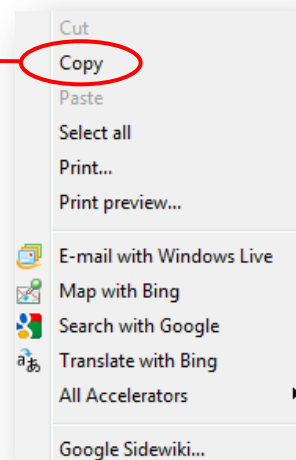 Cut
Copy
Paste
Select all
Print...
Print preview...
E-mail with Windows Live
Map with Bing
Search with Google
Translate with Bing
All Accelerators
Google Sidewiki...